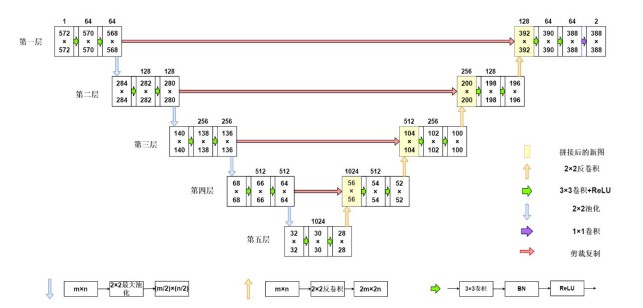 1 64 64
128 64 64 2
第一层
572 × 572
570 × 570
568 × 568
392 × 392
390 × 390
388 × 388
388 × 388
128 128
256 128
第二层
284 × 284
282 × 282
280 × 280
200 × 200
198 × 198
196 × 196
256 256
512 256
第三层
140 × 140
138 × 138
136 × 136
104 × 104
102 × 102
100 × 100
512 512
1024 512
第四层
68 × 68
66 × 66
64 × 64
56 × 56
54 × 54
52 × 52
1024
第五层
32 × 32
30 × 30
28 × 28
拼接后的新图
2×2反卷积
3×3卷积+ReLU
2×2池化
1×1卷积
剪裁复制
m×n
2×2最大池化
(m/2)×(n/2)
m×n
2×2反卷积
2m×2n
3×3卷积
BN
ReLU